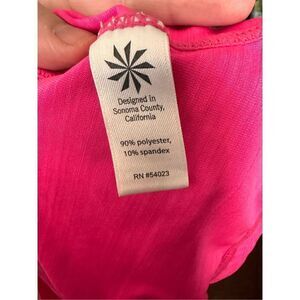 Designed in
Sonoma County,
California
90% polyester,
10% spandex
RN #54023